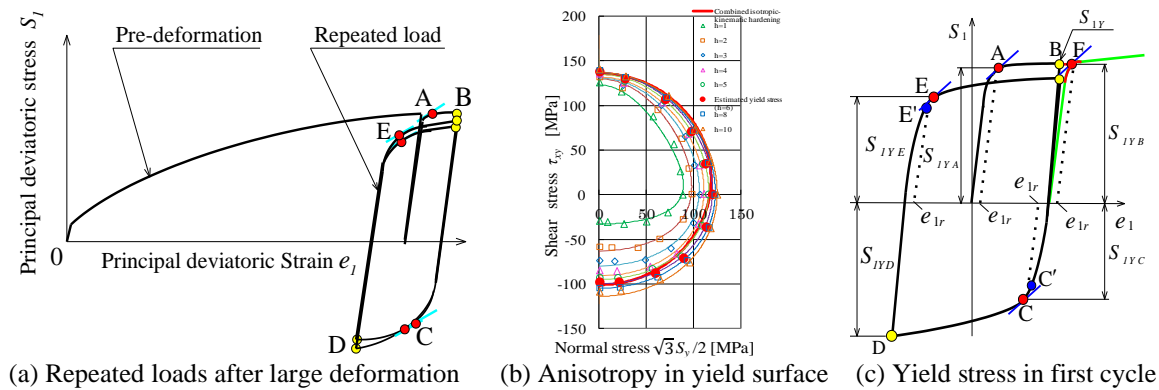 Principal deviatoric stress S1
Pre-deformation
Repeated load
A
B
E
C
D
0
Principal deviatoric Strain e1
(a) Repeated loads after large deformation
Shear stress τxy [MPa]
200
150
100
50
0
-50
-100
-150
0
50
100
150
Combined isotropic-
kinematic hardening
h=1
h=2
h=3
h=4
h=5
Estimated yield stress
(h=6)
h=8
h=10
Normal stress √3Sv/2 [MPa]
(b) Anisotropy in yield surface
S1
S1Y
A
B
F
E
E'
S1YE
S1YA
S1YB
e1r
e1r
e1r
e1r
e1
S1YD
S1YC
C'
C
D
(c) Yield stress in first cycle